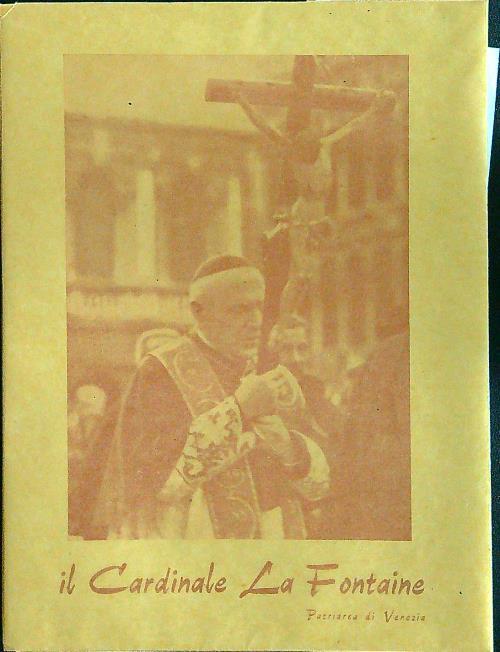 il Cardinale La Fontaine
Patriarca di Venezia